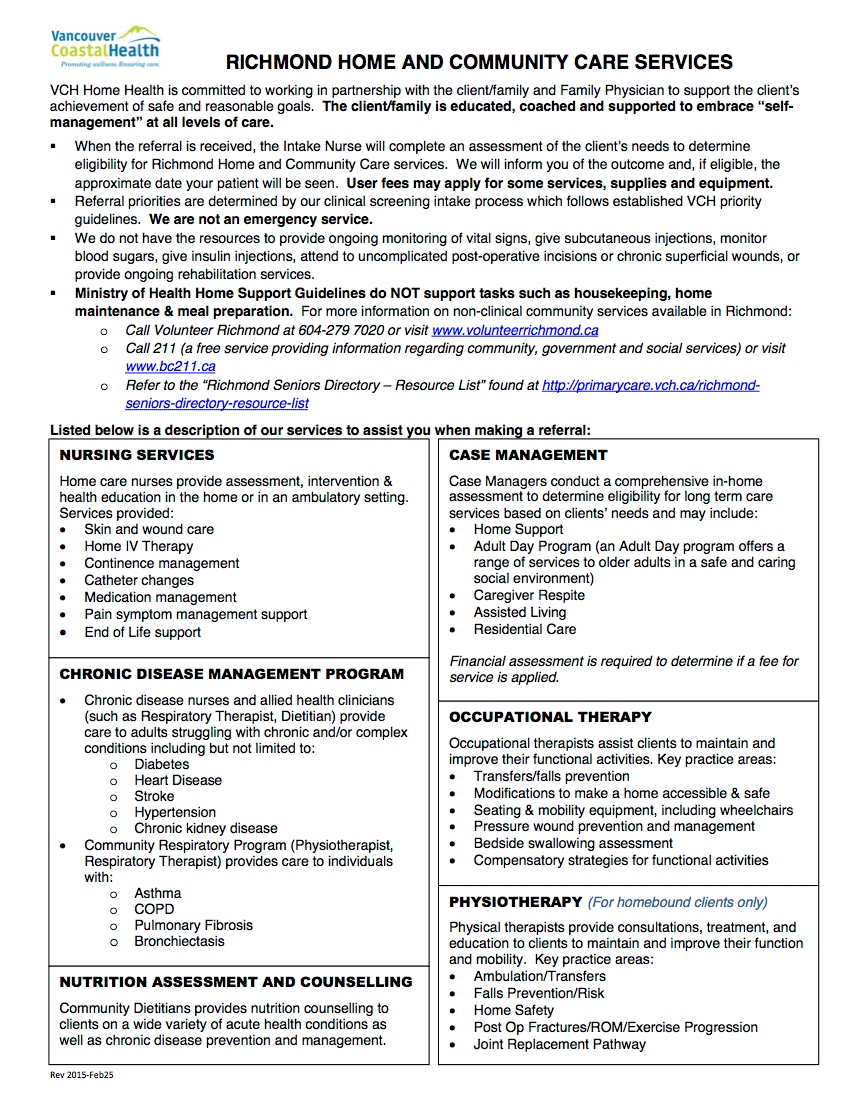 Vancouver
CoastalHealth
Promoting wellness. Ensuring care.
RICHMOND HOME AND COMMUNITY CARE SERVICES
VCH Home Health is committed to working in partnership with the client/family and Family Physician to support the client's
achievement of safe and reasonable goals. The client/family is educated, coached and supported to embrace “self-
management” at all levels of care.
▪ When the referral is received, the Intake Nurse will complete an assessment of the client's needs to determine
eligibility for Richmond Home and Community Care services. We will inform you of the outcome and, if eligible, the
approximate date your patient will be seen. User fees may apply for some services, supplies and equipment.
▪ Referral priorities are determined by our clinical screening intake process which follows established VCH priority
guidelines. We are not an emergency service.
▪ We do not have the resources to provide ongoing monitoring of vital signs, give subcutaneous injections, monitor
blood sugars, give insulin injections, attend to uncomplicated post-operative incisions or chronic superficial wounds, or
provide ongoing rehabilitation services.
▪ Ministry of Health Home Support Guidelines do NOT support tasks such as housekeeping, home
maintenance & meal preparation. For more information on non-clinical community services available in Richmond:
o Call Volunteer Richmond at 604-279 7020 or visit www.volunteerrichmond.ca
o Call 211 (a free service providing information regarding community, government and social services) or visit
www.bc211.ca
o Refer to the “Richmond Seniors Directory – Resource List” found at http://primarycare.vch.ca/richmond-
seniors-directory-resource-list
Listed below is a description of our services to assist you when making a referral:
NURSING SERVICES
Home care nurses provide assessment, intervention &
health education in the home or in an ambulatory setting.
Services provided:
• Skin and wound care
• Home IV Therapy
• Continence management
• Catheter changes
• Medication management
• Pain symptom management support
• End of Life support
CHRONIC DISEASE MANAGEMENT PROGRAM
• Chronic disease nurses and allied health clinicians
(such as Respiratory Therapist, Dietitian) provide
care to adults struggling with chronic and/or complex
conditions including but not limited to:
o Diabetes
o Heart Disease
o Stroke
o Hypertension
o Chronic kidney disease
• Community Respiratory Program (Physiotherapist,
Respiratory Therapist) provides care to individuals
with:
o Asthma
o COPD
o Pulmonary Fibrosis
o Bronchiectasis
NUTRITION ASSESSMENT AND COUNSELLING
Community Dietitians provides nutrition counselling to
clients on a wide variety of acute health conditions as
well as chronic disease prevention and management.
CASE MANAGEMENT
Case Managers conduct a comprehensive in-home
assessment to determine eligibility for long term care
services based on clients' needs and may include:
• Home Support
• Adult Day Program (an Adult Day program offers a
range of services to older adults in a safe and caring
social environment)
• Caregiver Respite
• Assisted Living
• Residential Care
Financial assessment is required to determine if a fee for
service is applied.
OCCUPATIONAL THERAPY
Occupational therapists assist clients to maintain and
improve their functional activities. Key practice areas:
• Transfers/falls prevention
• Modifications to make a home accessible & safe
• Seating & mobility equipment, including wheelchairs
• Pressure wound prevention and management
• Bedside swallowing assessment
• Compensatory strategies for functional activities
PHYSIOTHERAPY (For homebound clients only)
Physical therapists provide consultations, treatment, and
education to clients to maintain and improve their function
and mobility. Key practice areas:
• Ambulation/Transfers
• Falls Prevention/Risk
• Home Safety
• Post Op Fractures/ROM/Exercise Progression
• Joint Replacement Pathway
Rev 2015-Feb25